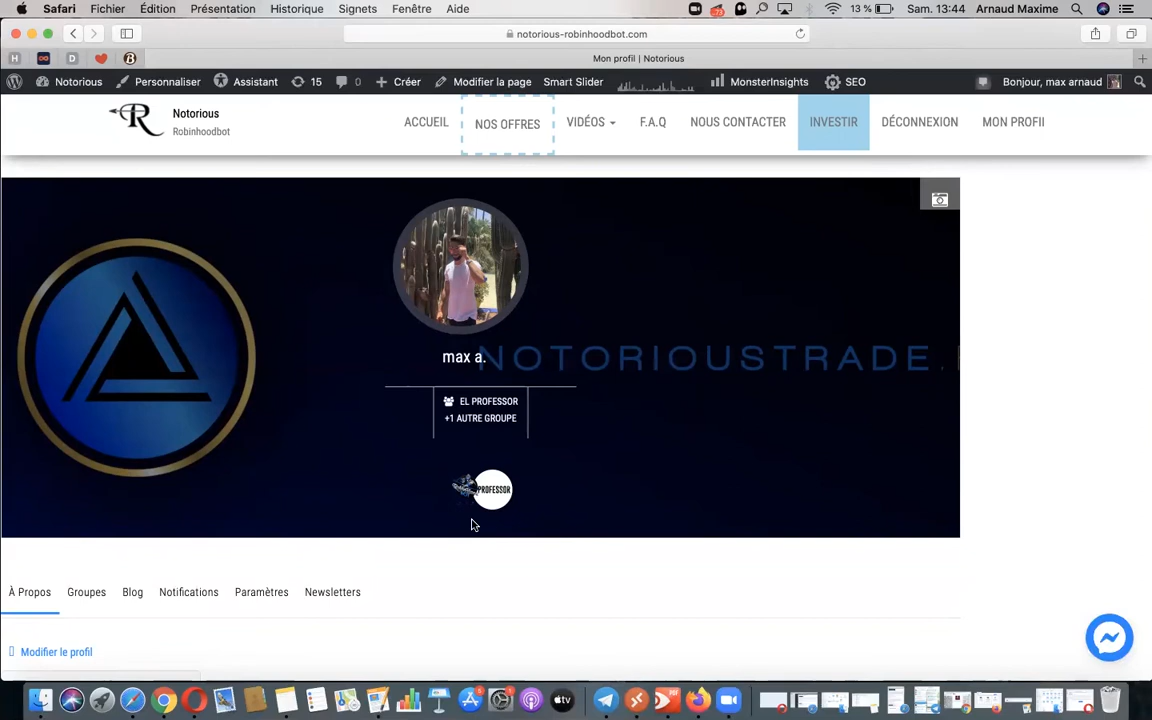 Safari Fichier Édition Présentation Historique Signets Fenêtre Aide 13 % Sam. 13:44 Arnaud Maxime
notorious-robinhoodbot.com
Mon profil | Notorious
Notorious Personnaliser Assistant 15 0 Créer Modifier la page Smart Slider MonsterInsights SEO Bonjour, max arnaud
Notorious
Robinhoodbot
ACCUEIL NOS OFFRES VIDÉOS F.A.Q NOUS CONTACTER INVESTIR DÉCONNEXION MON PROFIl
max a.
NOTORIOUSTRADE.
EL PROFESSOR
+1 AUTRE GROUPE
PROFESSOR
À Propos Groupes Blog Notifications Paramètres Newsletters
Modifier le profil